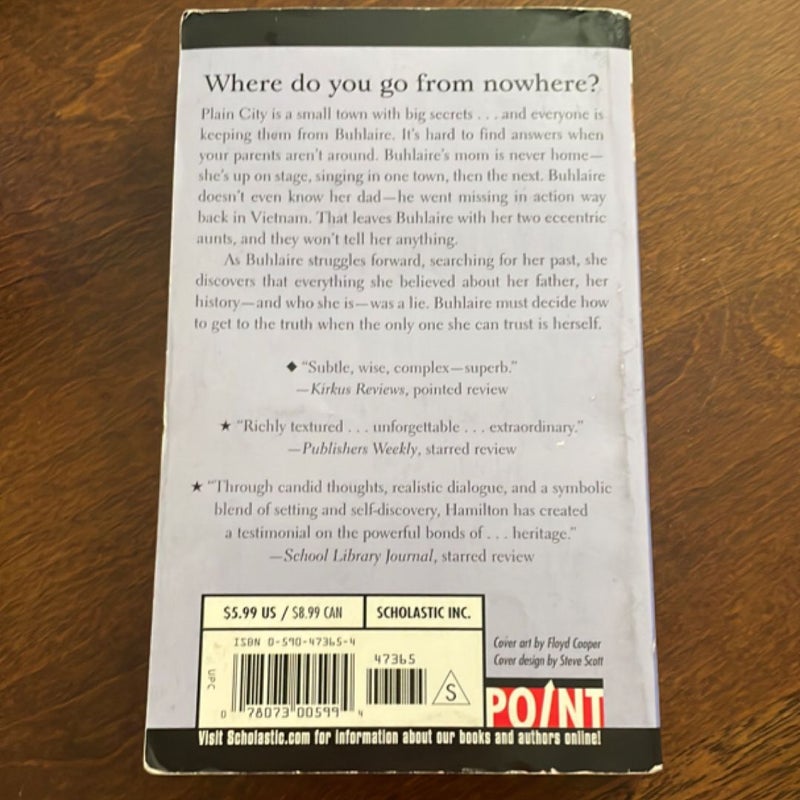 Where do you go from nowhere?
Plain City is a small town with big secrets . . . and everyone is
keeping them from Buhlaire. It's hard to find answers when
your parents aren't around. Buhlaire's mom is never home—
she's up on stage, singing in one town, then the next. Buhlaire
doesn't even know her dad—he went missing in action way
back in Vietnam. That leaves Buhlaire with her two eccentric
aunts, and they won't tell her anything.
As Buhlaire struggles forward, searching for her past, she
discovers that everything she believed about her father, her
history—and who she is—was a lie. Buhlaire must decide how
to get to the truth when the only one she can trust is herself.
◆ "Subtle, wise, complex—superb."
—Kirkus Reviews, pointed review
★ "Richly textured . . . unforgettable . . . extraordinary."
—Publishers Weekly, starred review
★ "Through candid thoughts, realistic dialogue, and a symbolic
blend of setting and self-discovery, Hamilton has created
a testimonial on the powerful bonds of . . . heritage."
—School Library Journal, starred review
$5.99 US / $8.99 CAN
SCHOLASTIC INC.
ISBN 0-590-47365-4
47365
UPC
0 78073 00599 4
S
Cover art by Floyd Cooper
Cover design by Steve Scott
POINT
Visit Scholastic.com for information about our books and authors online!